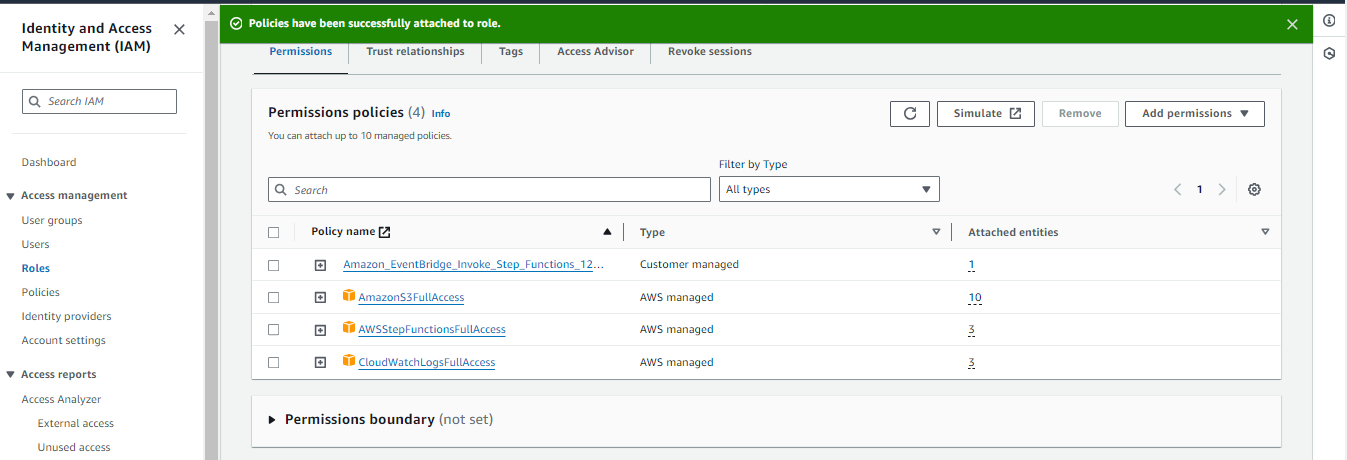 Identity and Access
Management (IAM)
Search IAM
Dashboard
Access management
User groups
Users
Roles
Policies
Identity providers
Account settings
Access reports
Access Analyzer
External access
Unused access
Policies have been successfully attached to role.
Permissions Trust relationships Tags Access Advisor Revoke sessions
Permissions policies (4) Info
You can attach up to 10 managed policies.
Simulate Remove Add permissions
Filter by Type
Search All types 1
Policy name Type Attached entities
Amazon_EventBridge_Invoke_Step_Functions_12... Customer managed 1
AmazonS3FullAccess AWS managed 10
AWSStepFunctionsFullAccess AWS managed 3
CloudWatchLogsFullAccess AWS managed 3
Permissions boundary (not set)